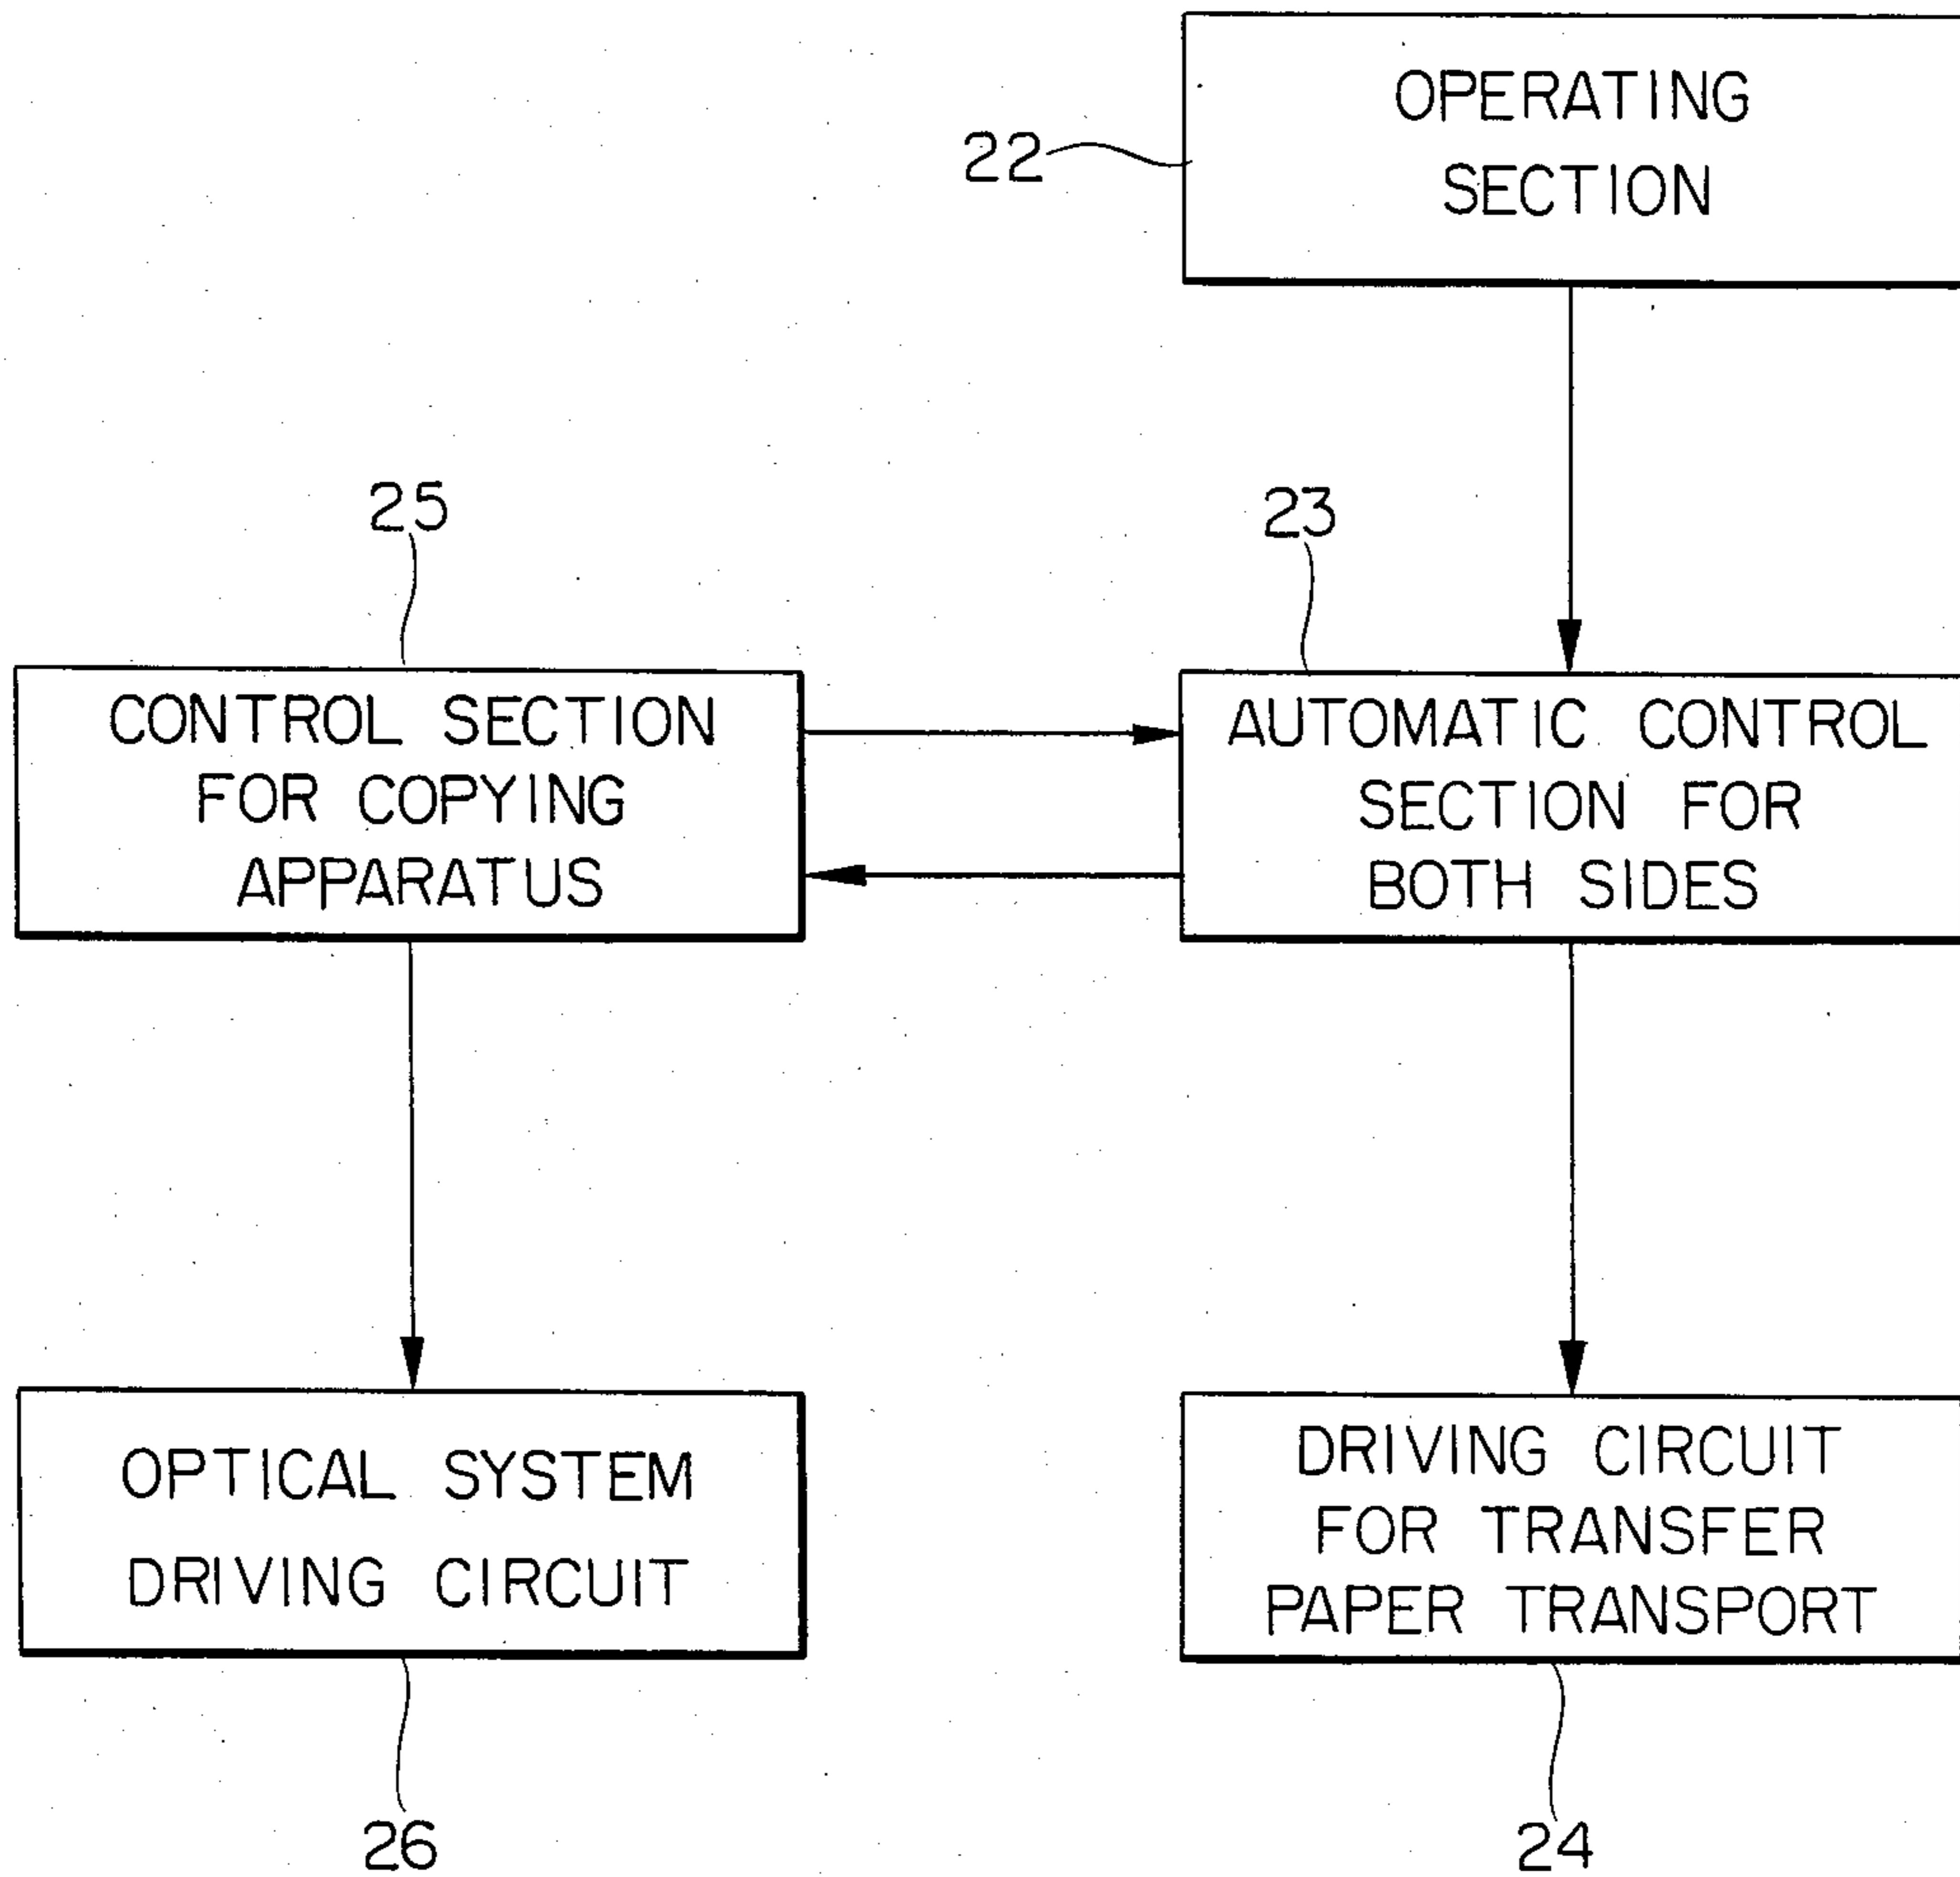 OPERATING
SECTION
22
25
23
CONTROL SECTION
FOR COPYING
APPARATUS
AUTOMATIC CONTROL
SECTION FOR
BOTH SIDES
OPTICAL SYSTEM
DRIVING CIRCUIT
DRIVING CIRCUIT
FOR TRANSFER
PAPER TRANSPORT
26
24